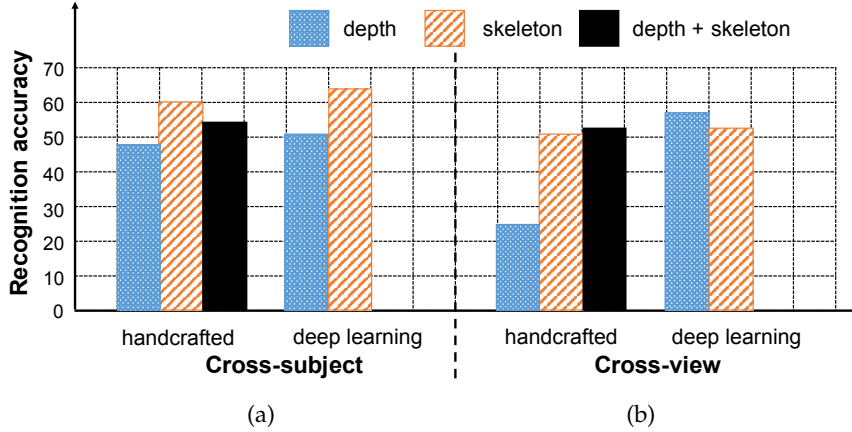 depth
skeleton
depth + skeleton
Recognition accuracy
70
60
50
40
30
20
10
0
handcrafted
deep learning
handcrafted
deep learning
Cross-subject
Cross-view
(a)
(b)